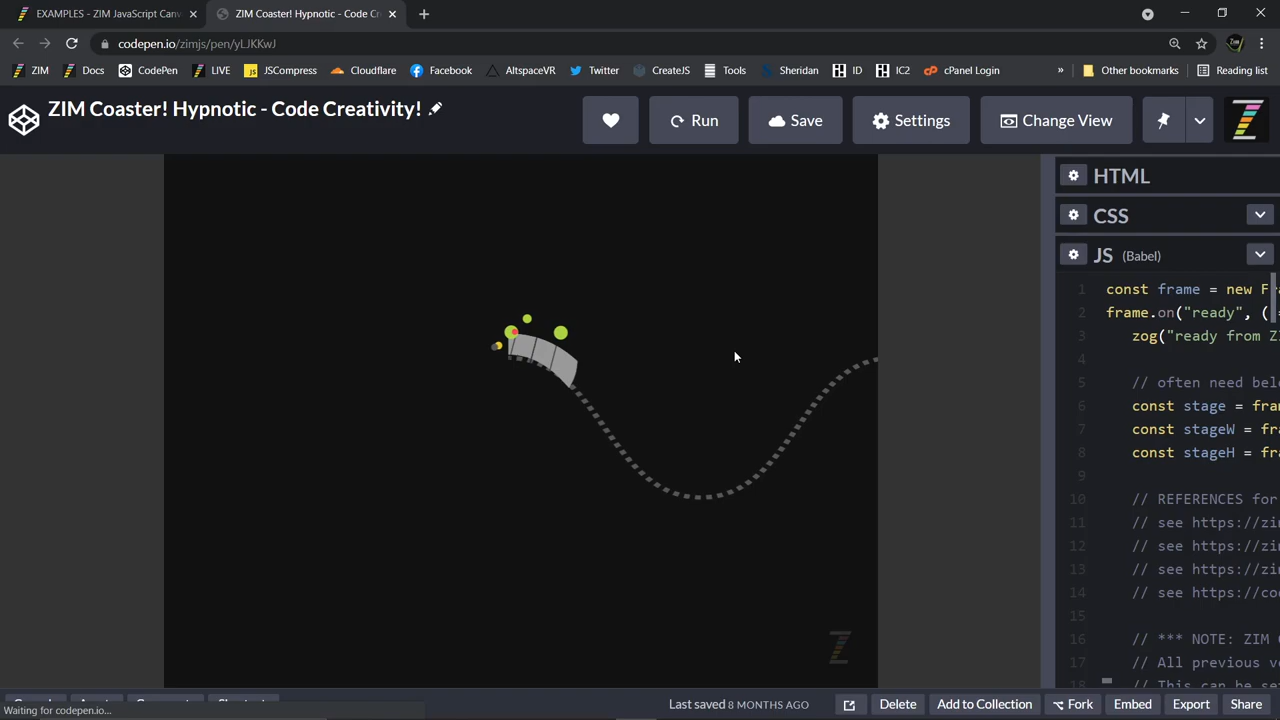 EXAMPLES - ZIM JavaScript Canv
ZIM Coaster! Hypnotic - Code Cr
codepen.io/zimjs/pen/yLJKKwJ
ZIM
Docs
CodePen
LIVE
JSCompress
Cloudflare
Facebook
AltspaceVR
Twitter
CreateJS
Tools
Sheridan
ID
IC2
cPanel Login
»
Other bookmarks
Reading list
ZIM Coaster! Hypnotic - Code Creativity!
Run
Save
Settings
Change View
HTML
CSS
JS (Babel)
1 const frame = new Fr
2 frame.on("ready", (
3 zog("ready from Z
4
5 // often need bel
6 const stage = fra
7 const stageW = f
8 const stageH = f
9
10 // REFERENCES for
11 // see https://zi
12 // see https://zi
13 // see https://zi
14 // see https://co
15
16 // *** NOTE: ZIM
17 // All previous v
18 // This can be se
Waiting for codepen.io...
Last saved 8 MONTHS AGO
Delete
Add to Collection
Fork
Embed
Export
Share